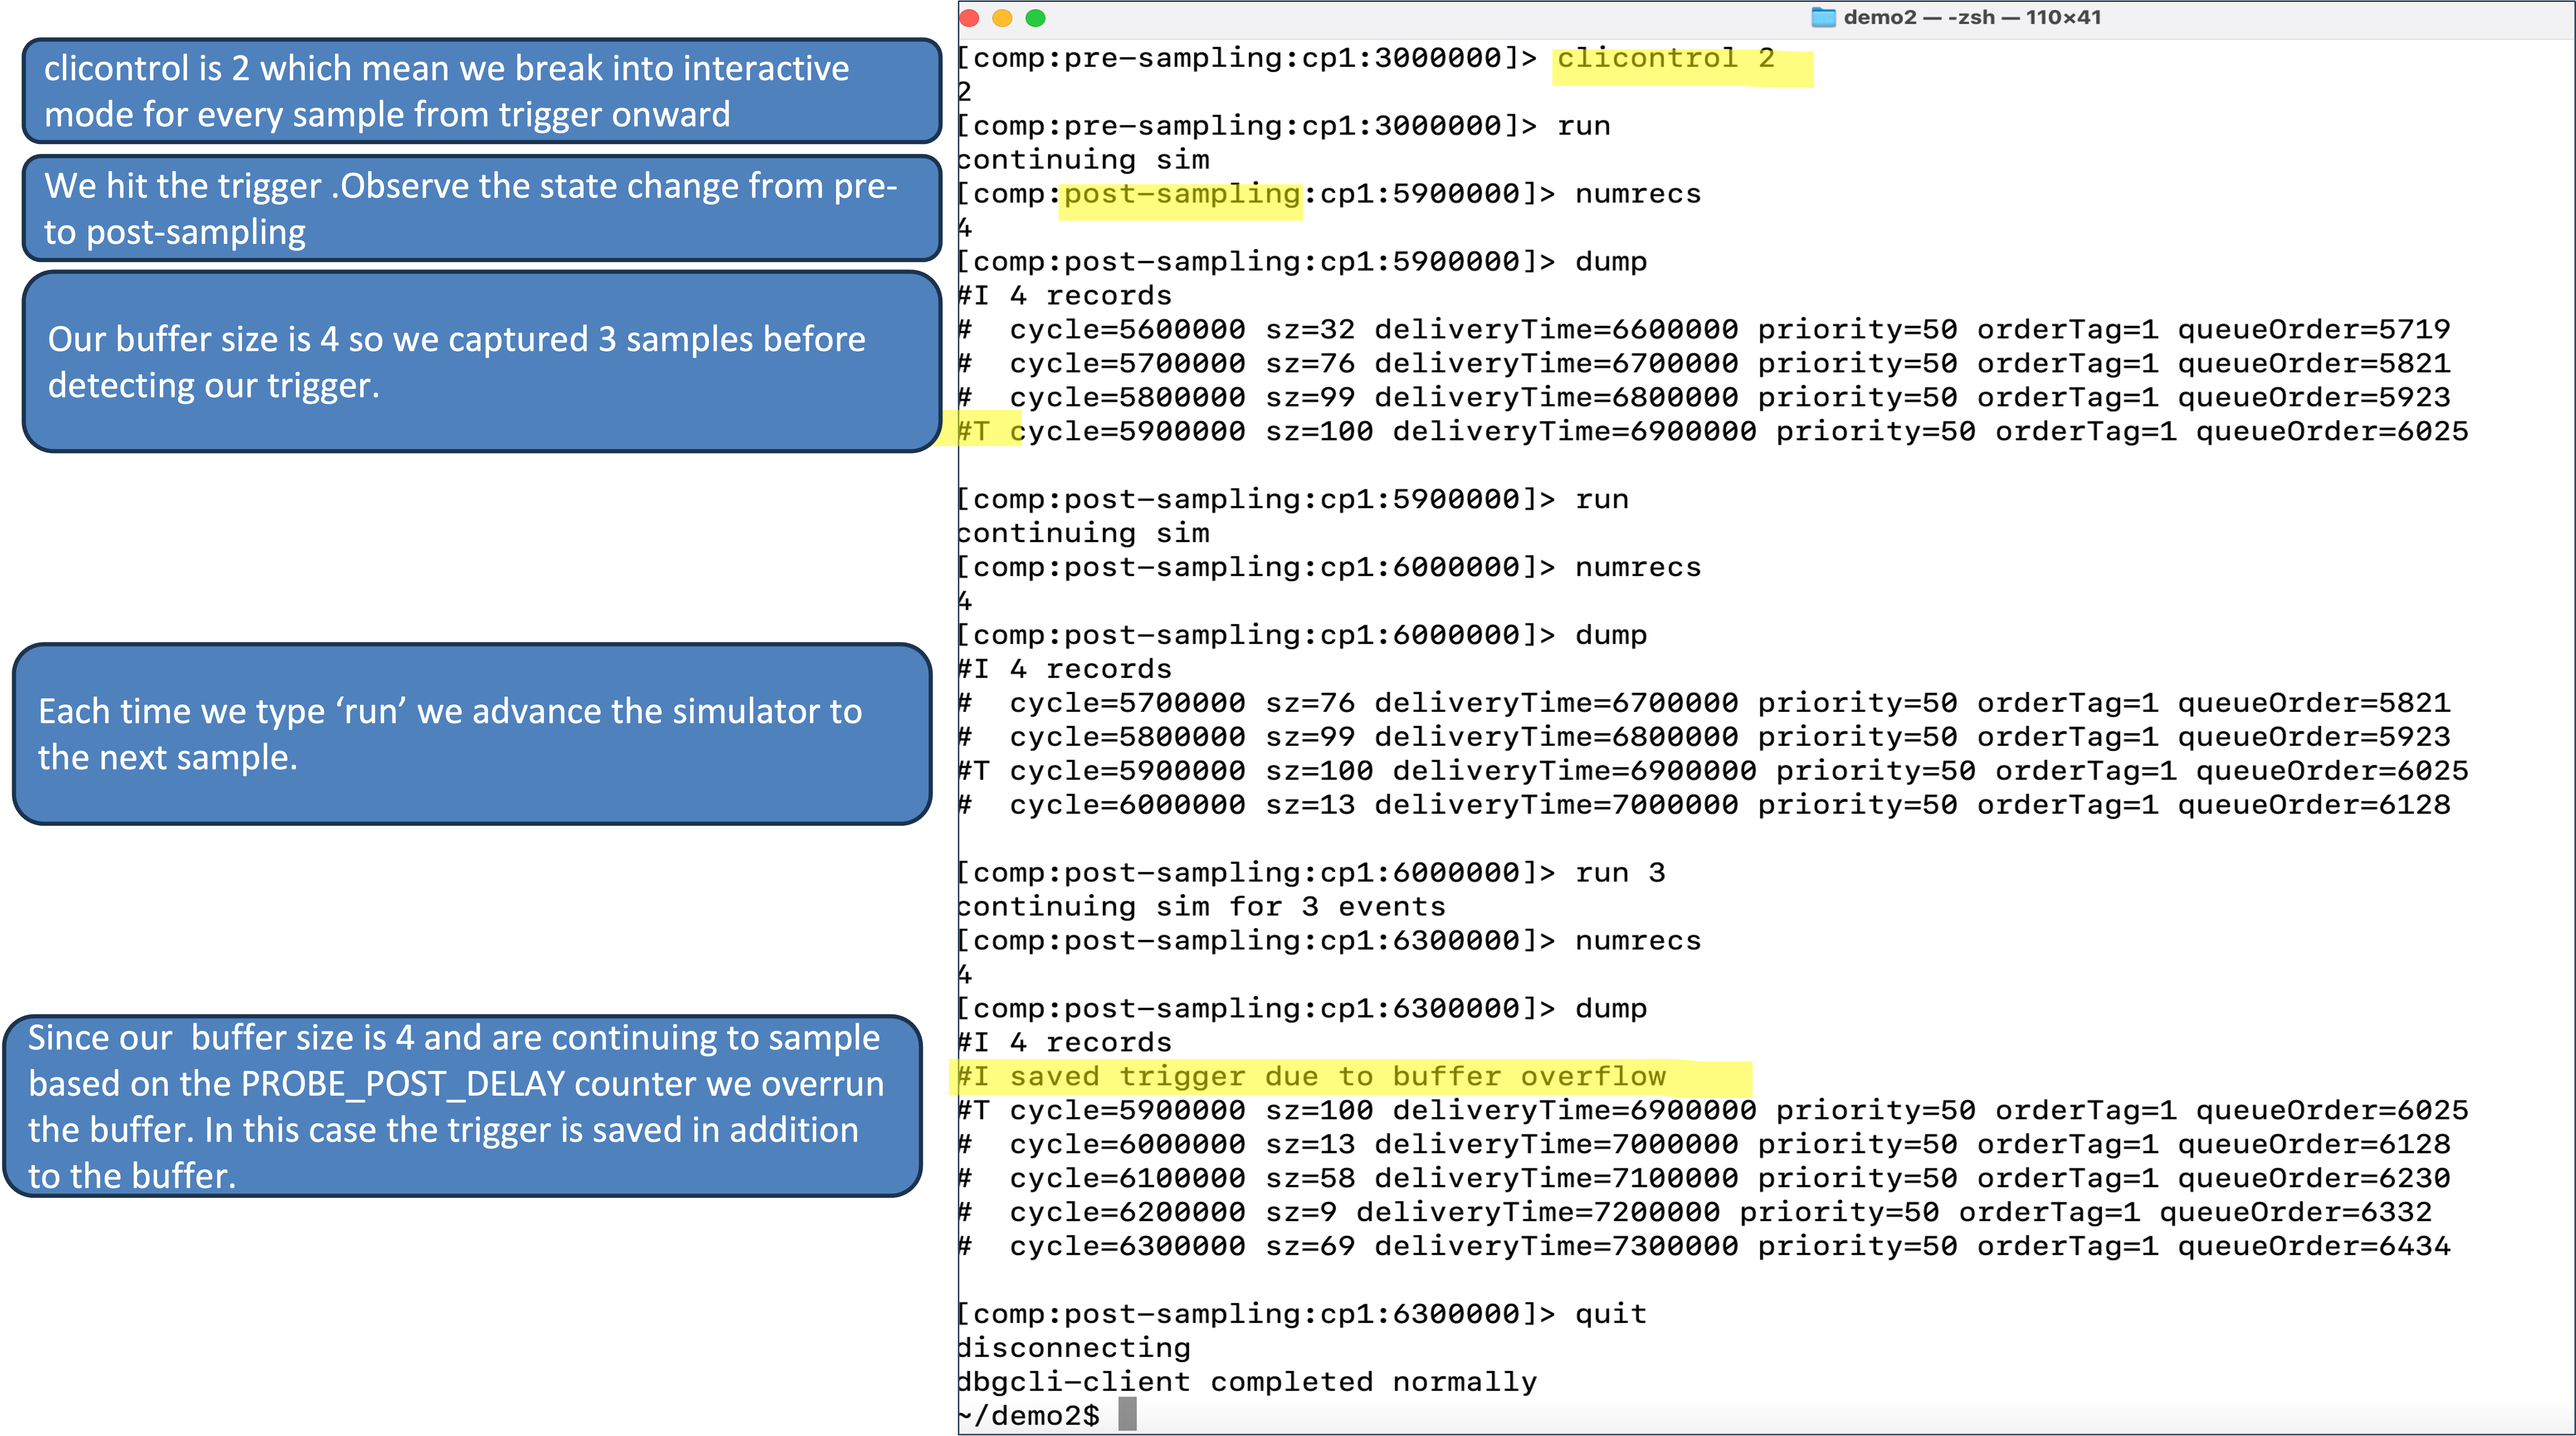 clicontrol is 2 which mean we break into interactive
mode for every sample from trigger onward
We hit the trigger .Observe the state change from pre-
to post-sampling
Our buffer size is 4 so we captured 3 samples before
detecting our trigger.
Each time we type ‘run’ we advance the simulator to
the next sample.
Since our  buffer size is 4 and are continuing to sample
based on the PROBE_POST_DELAY counter we overrun
the buffer. In this case the trigger is saved in addition
to the buffer.
demo2 — -zsh — 110×41
[comp:pre-sampling:cp1:3000000]> clicontrol 2
2
[comp:pre-sampling:cp1:3000000]> run
continuing sim
[comp:post-sampling:cp1:5900000]> numrecs
4
[comp:post-sampling:cp1:5900000]> dump
#I 4 records
#  cycle=5600000 sz=32 deliveryTime=6600000 priority=50 orderTag=1 queueOrder=5719
#  cycle=5700000 sz=76 deliveryTime=6700000 priority=50 orderTag=1 queueOrder=5821
#  cycle=5800000 sz=99 deliveryTime=6800000 priority=50 orderTag=1 queueOrder=5923
#T cycle=5900000 sz=100 deliveryTime=6900000 priority=50 orderTag=1 queueOrder=6025
[comp:post-sampling:cp1:5900000]> run
continuing sim
[comp:post-sampling:cp1:6000000]> numrecs
4
[comp:post-sampling:cp1:6000000]> dump
#I 4 records
#  cycle=5700000 sz=76 deliveryTime=6700000 priority=50 orderTag=1 queueOrder=5821
#  cycle=5800000 sz=99 deliveryTime=6800000 priority=50 orderTag=1 queueOrder=5923
#T cycle=5900000 sz=100 deliveryTime=6900000 priority=50 orderTag=1 queueOrder=6025
#  cycle=6000000 sz=13 deliveryTime=7000000 priority=50 orderTag=1 queueOrder=6128
[comp:post-sampling:cp1:6000000]> run 3
continuing sim for 3 events
[comp:post-sampling:cp1:6300000]> numrecs
4
[comp:post-sampling:cp1:6300000]> dump
#I 4 records
#I saved trigger due to buffer overflow
#T cycle=5900000 sz=100 deliveryTime=6900000 priority=50 orderTag=1 queueOrder=6025
#  cycle=6000000 sz=13 deliveryTime=7000000 priority=50 orderTag=1 queueOrder=6128
#  cycle=6100000 sz=58 deliveryTime=7100000 priority=50 orderTag=1 queueOrder=6230
#  cycle=6200000 sz=9 deliveryTime=7200000 priority=50 orderTag=1 queueOrder=6332
#  cycle=6300000 sz=69 deliveryTime=7300000 priority=50 orderTag=1 queueOrder=6434
[comp:post-sampling:cp1:6300000]> quit
disconnecting
dbgcli-client completed normally
~/demo2$